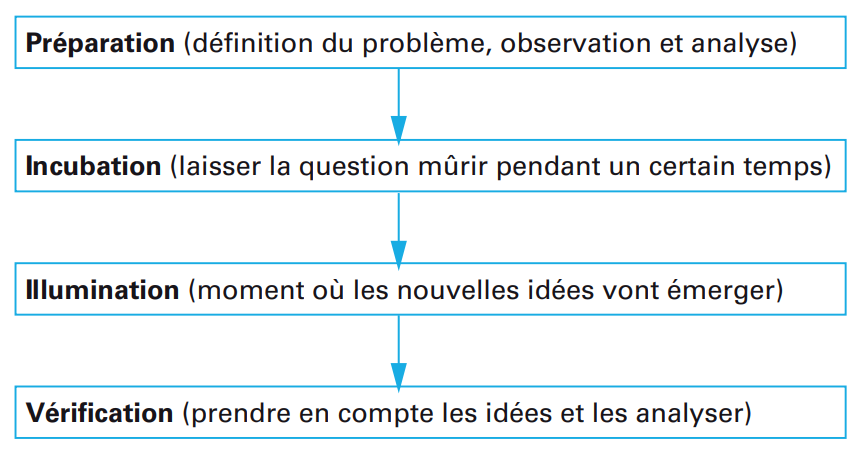 Préparation (définition du problème, observation et analyse)
Incubation (laisser la question mûrir pendant un certain temps)
Illumination (moment où les nouvelles idées vont émerger)
Vérification (prendre en compte les idées et les analyser)